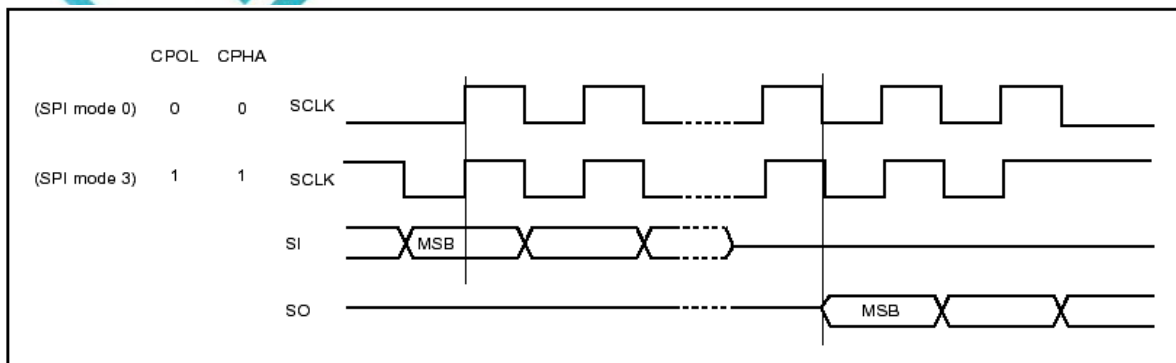 CPOL CPHA
(SPI mode 0) 0 0 SCLK
(SPI mode 3) 1 1 SCLK
SI MSB
SO MSB